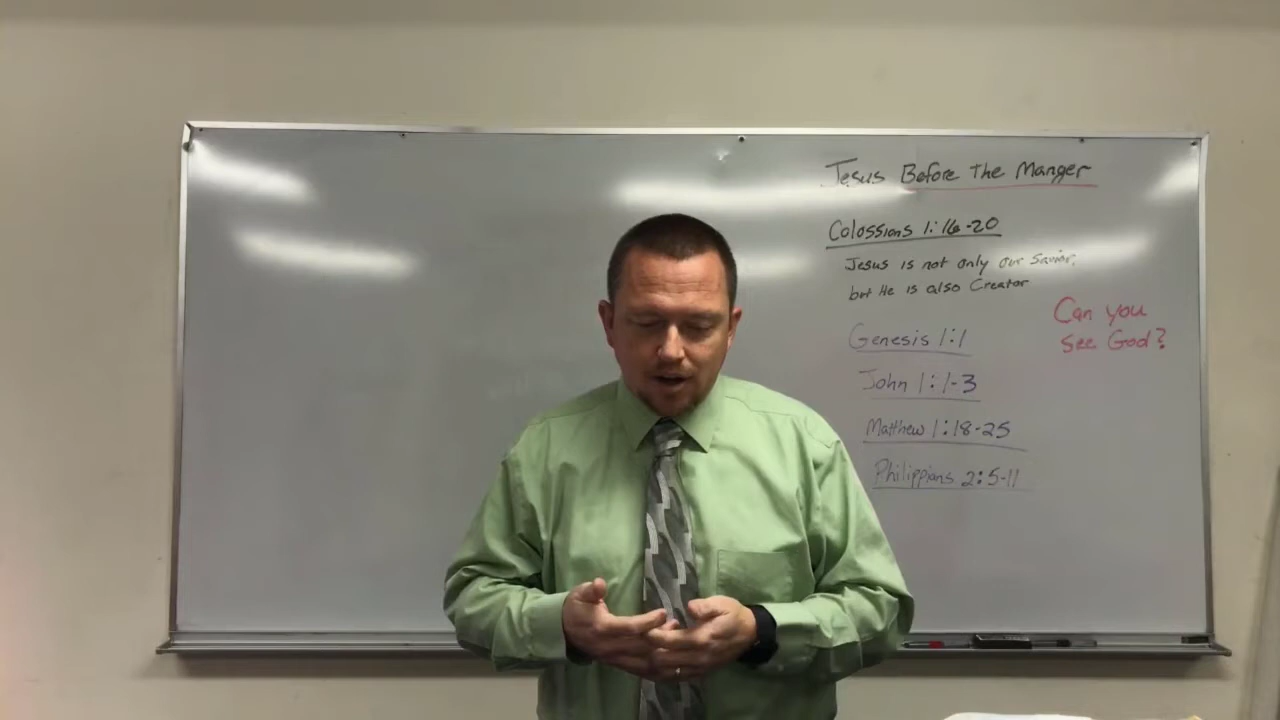 Jesus Before the Manger
Colossians 1:16-20
Jesus is not only our Savior,
but He is also Creator
Can you
see God?
Genesis 1:1
John 1:1-3
Matthew 1:18-25
Philippians 2:5-11